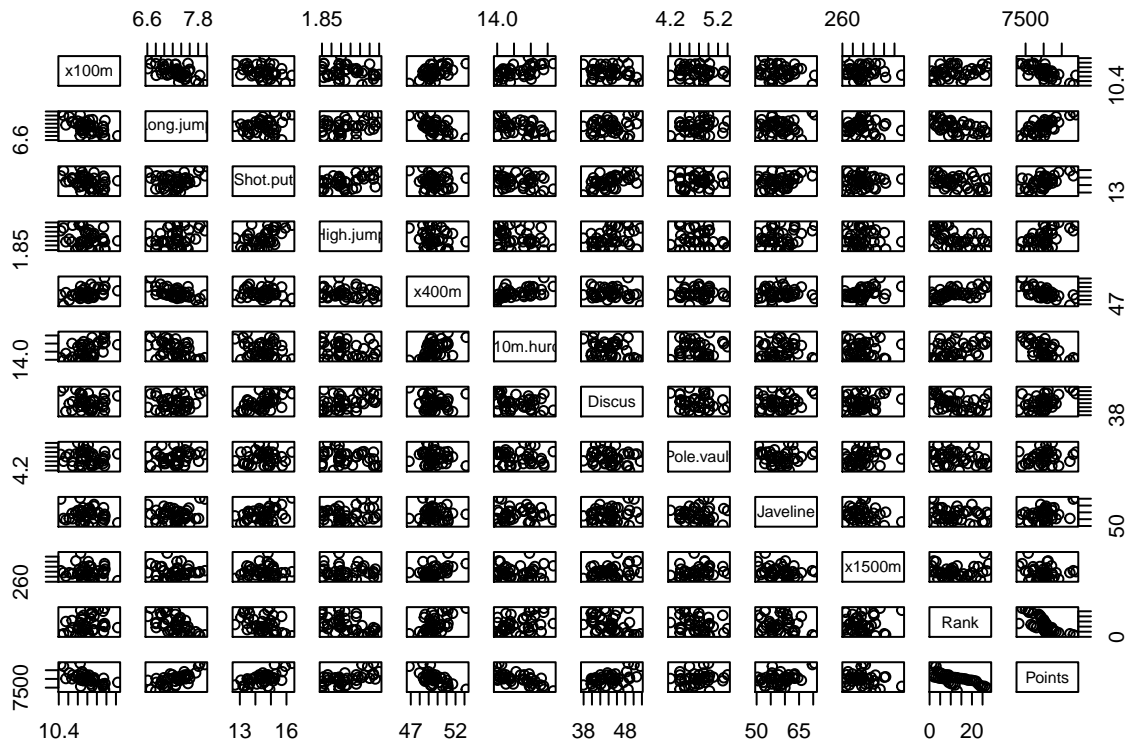 6.6 7.8 1.85 14.0 4.2 5.2 260 7500
x100m 10.4
6.6 Long.jump
Shot.put 13
1.85 High.jump
x400m 47
14.0 10m.hurd
Discus 38
4.2 Pole.vaul
Javeline 50
260 x1500m
Rank 0
7500 Points
10.4 13 16 47 52 38 48 50 65 0 20